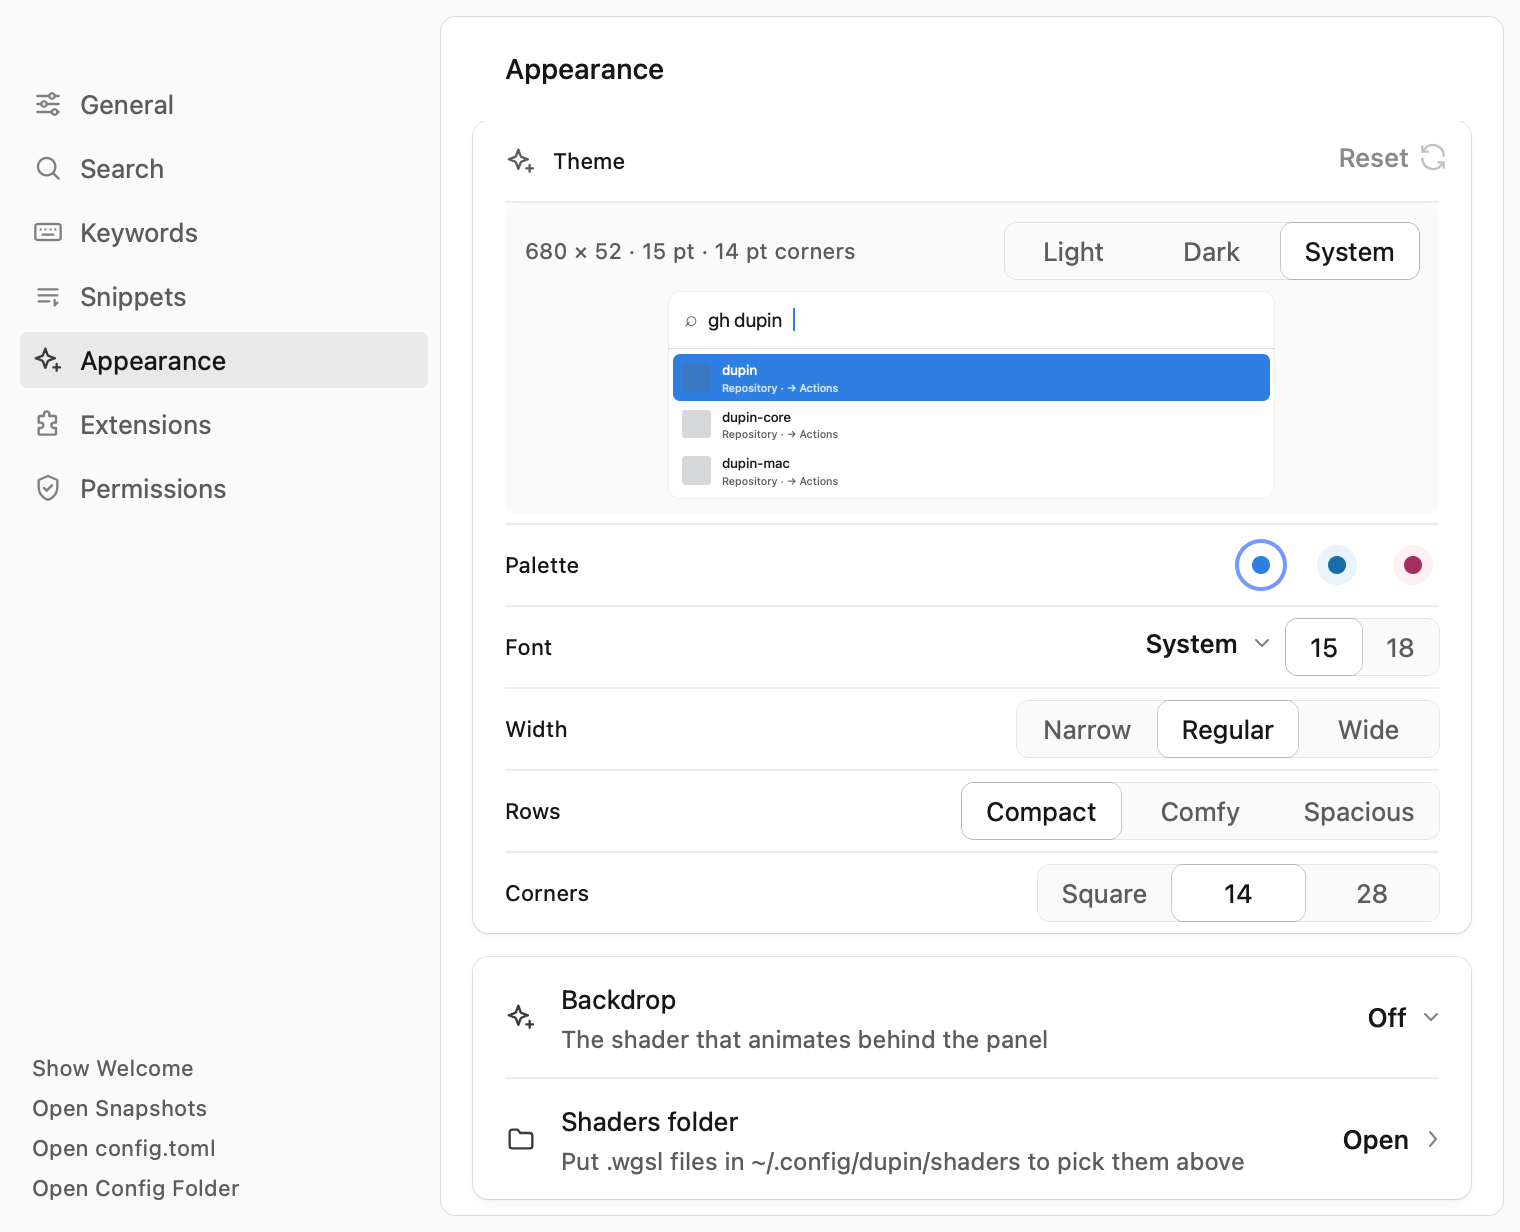 General
Search
Keywords
Snippets
Appearance
Extensions
Permissions
Show Welcome
Open Snapshots
Open config.toml
Open Config Folder
Appearance
Theme
Reset
680 × 52 · 15 pt · 14 pt corners
Light Dark System
gh dupin
dupin
Repository · → Actions
dupin-core
Repository · → Actions
dupin-mac
Repository · → Actions
Palette
Font System 15 18
Width Narrow Regular Wide
Rows Compact Comfy Spacious
Corners Square 14 28
Backdrop
The shader that animates behind the panel
Off
Shaders folder
Put .wgsl files in ~/.config/dupin/shaders to pick them above
Open